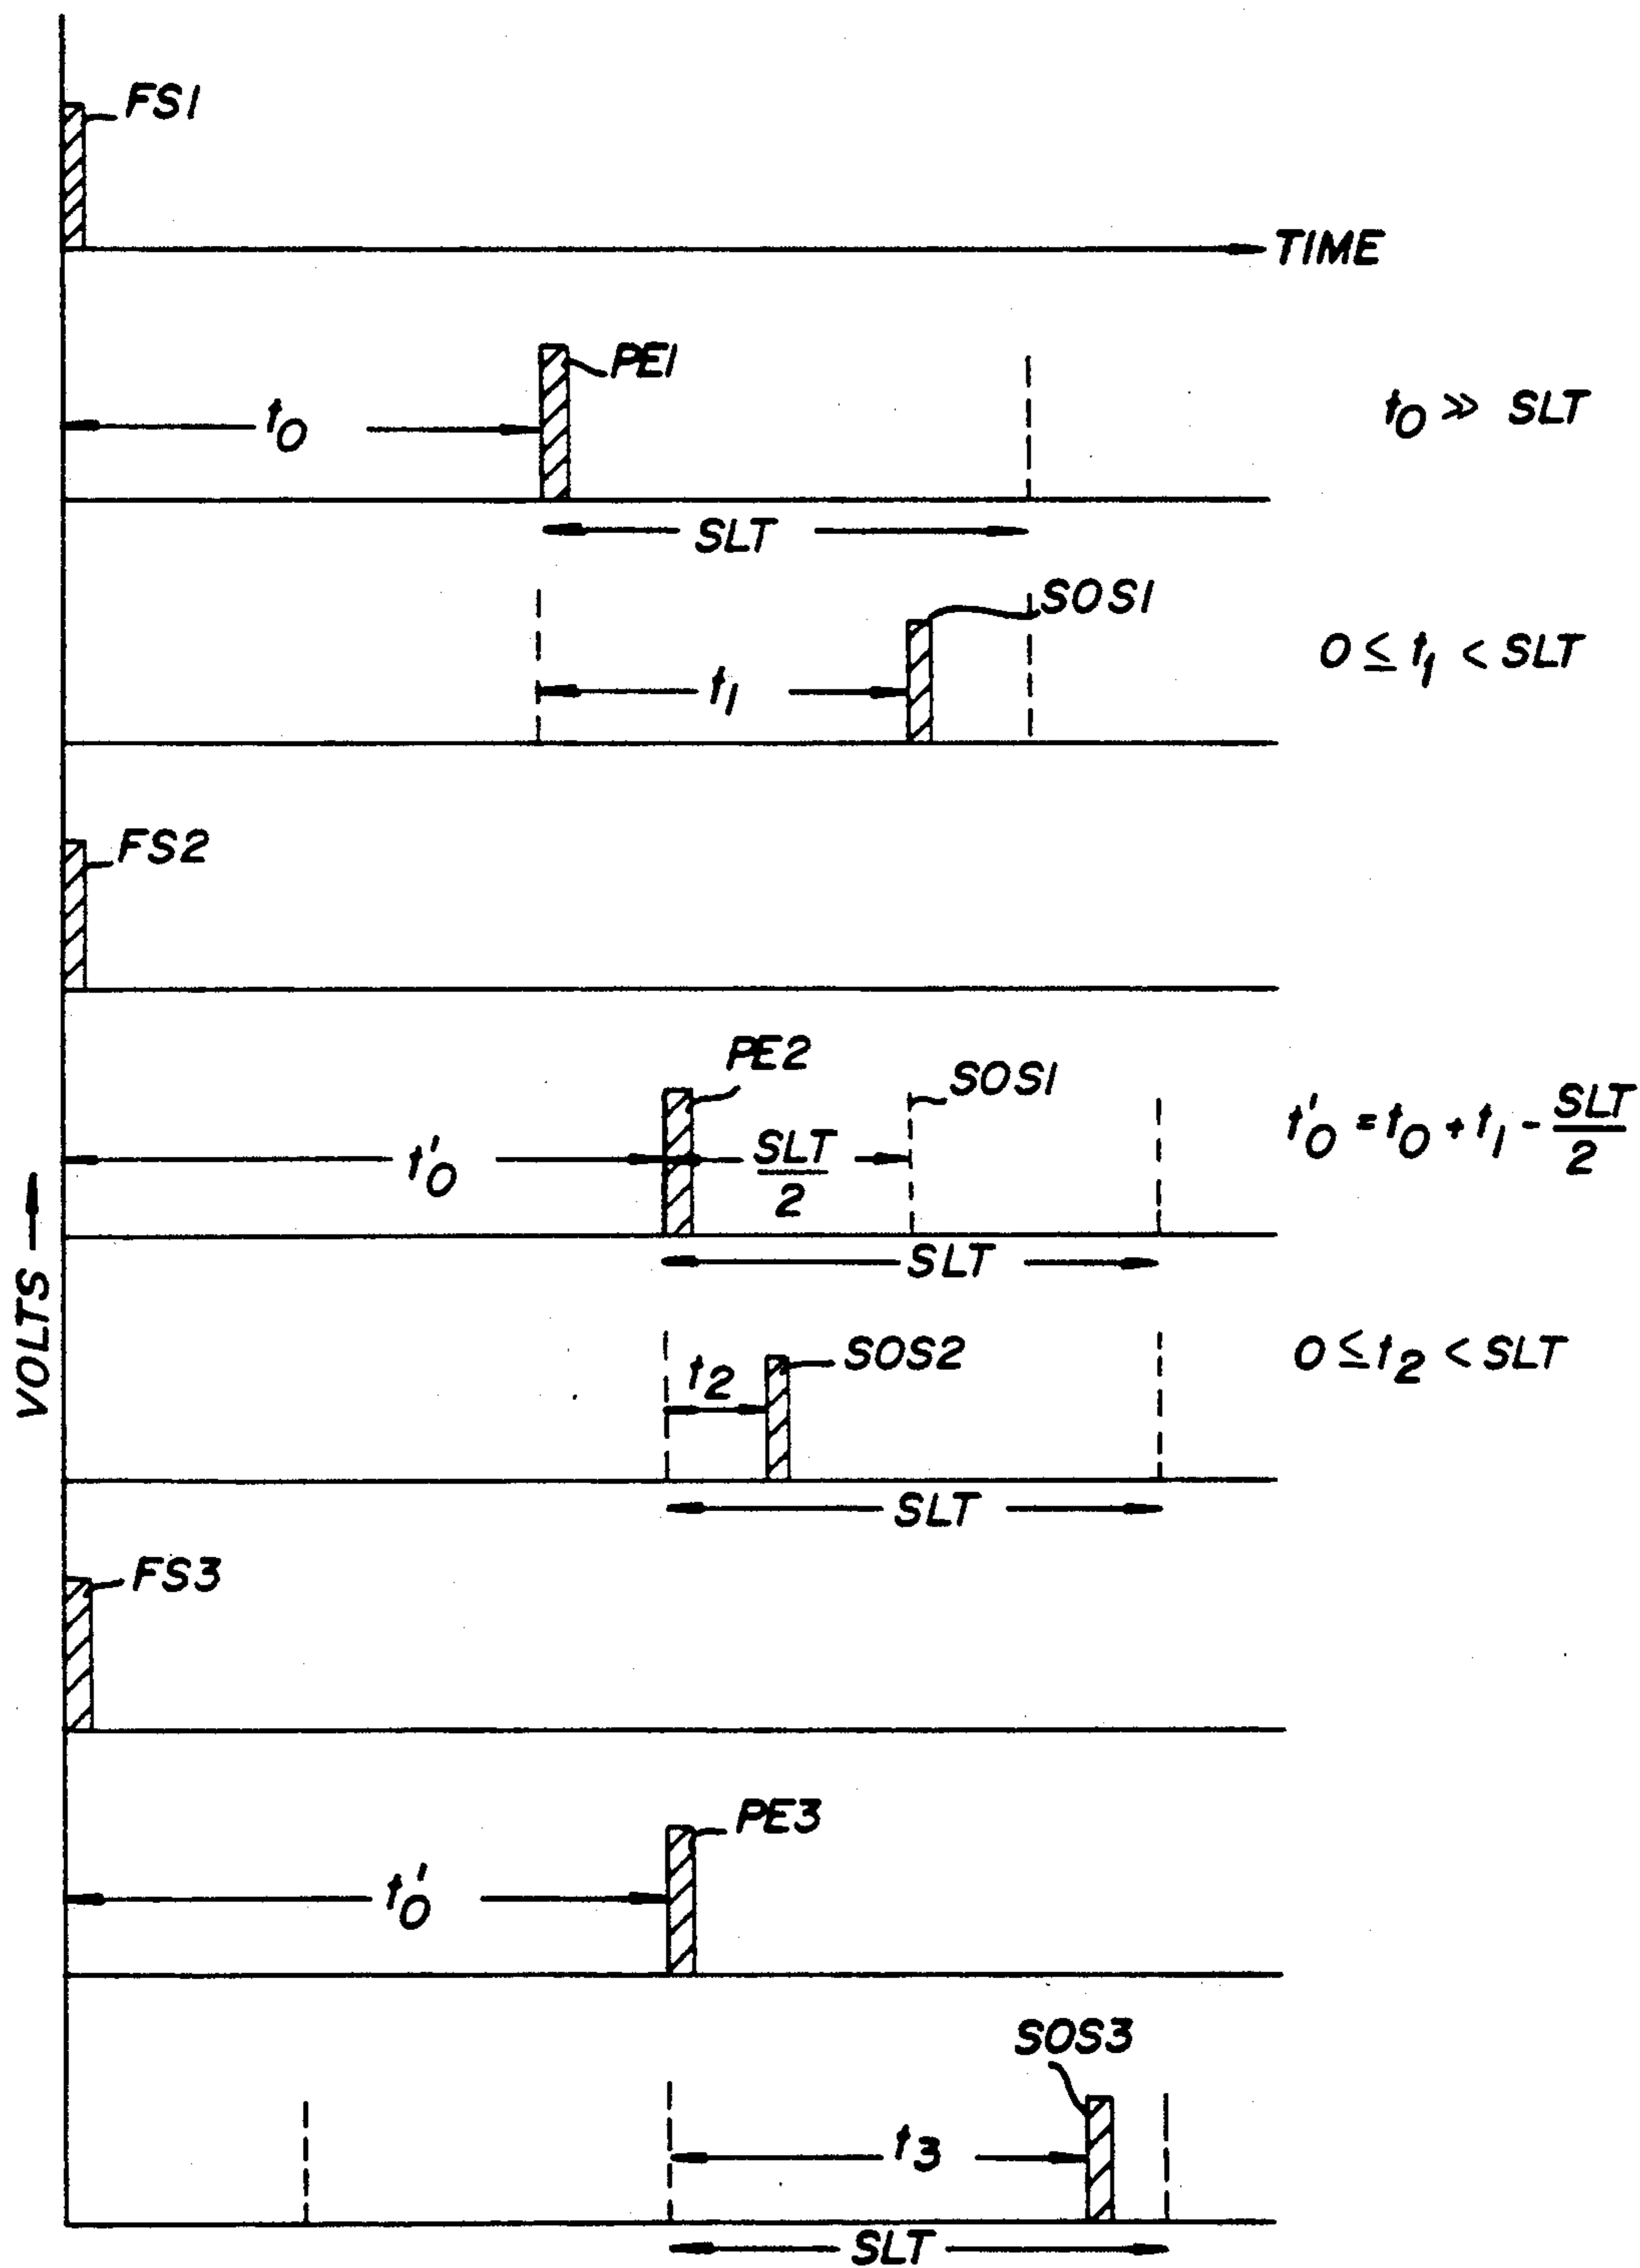 FS1
TIME
PE1
t₀
t₀ >> SLT
SLT
SOS1
t₁
0 ≤ t₁ < SLT
FS2
PE2
SOS1
t'₀
SLT/2
t'₀ = t₀ + t₁ - SLT/2
SLT
VOLTS
t₂
SOS2
0 ≤ t₂ < SLT
SLT
FS3
PE3
t₀'
SOS3
t₃
SLT